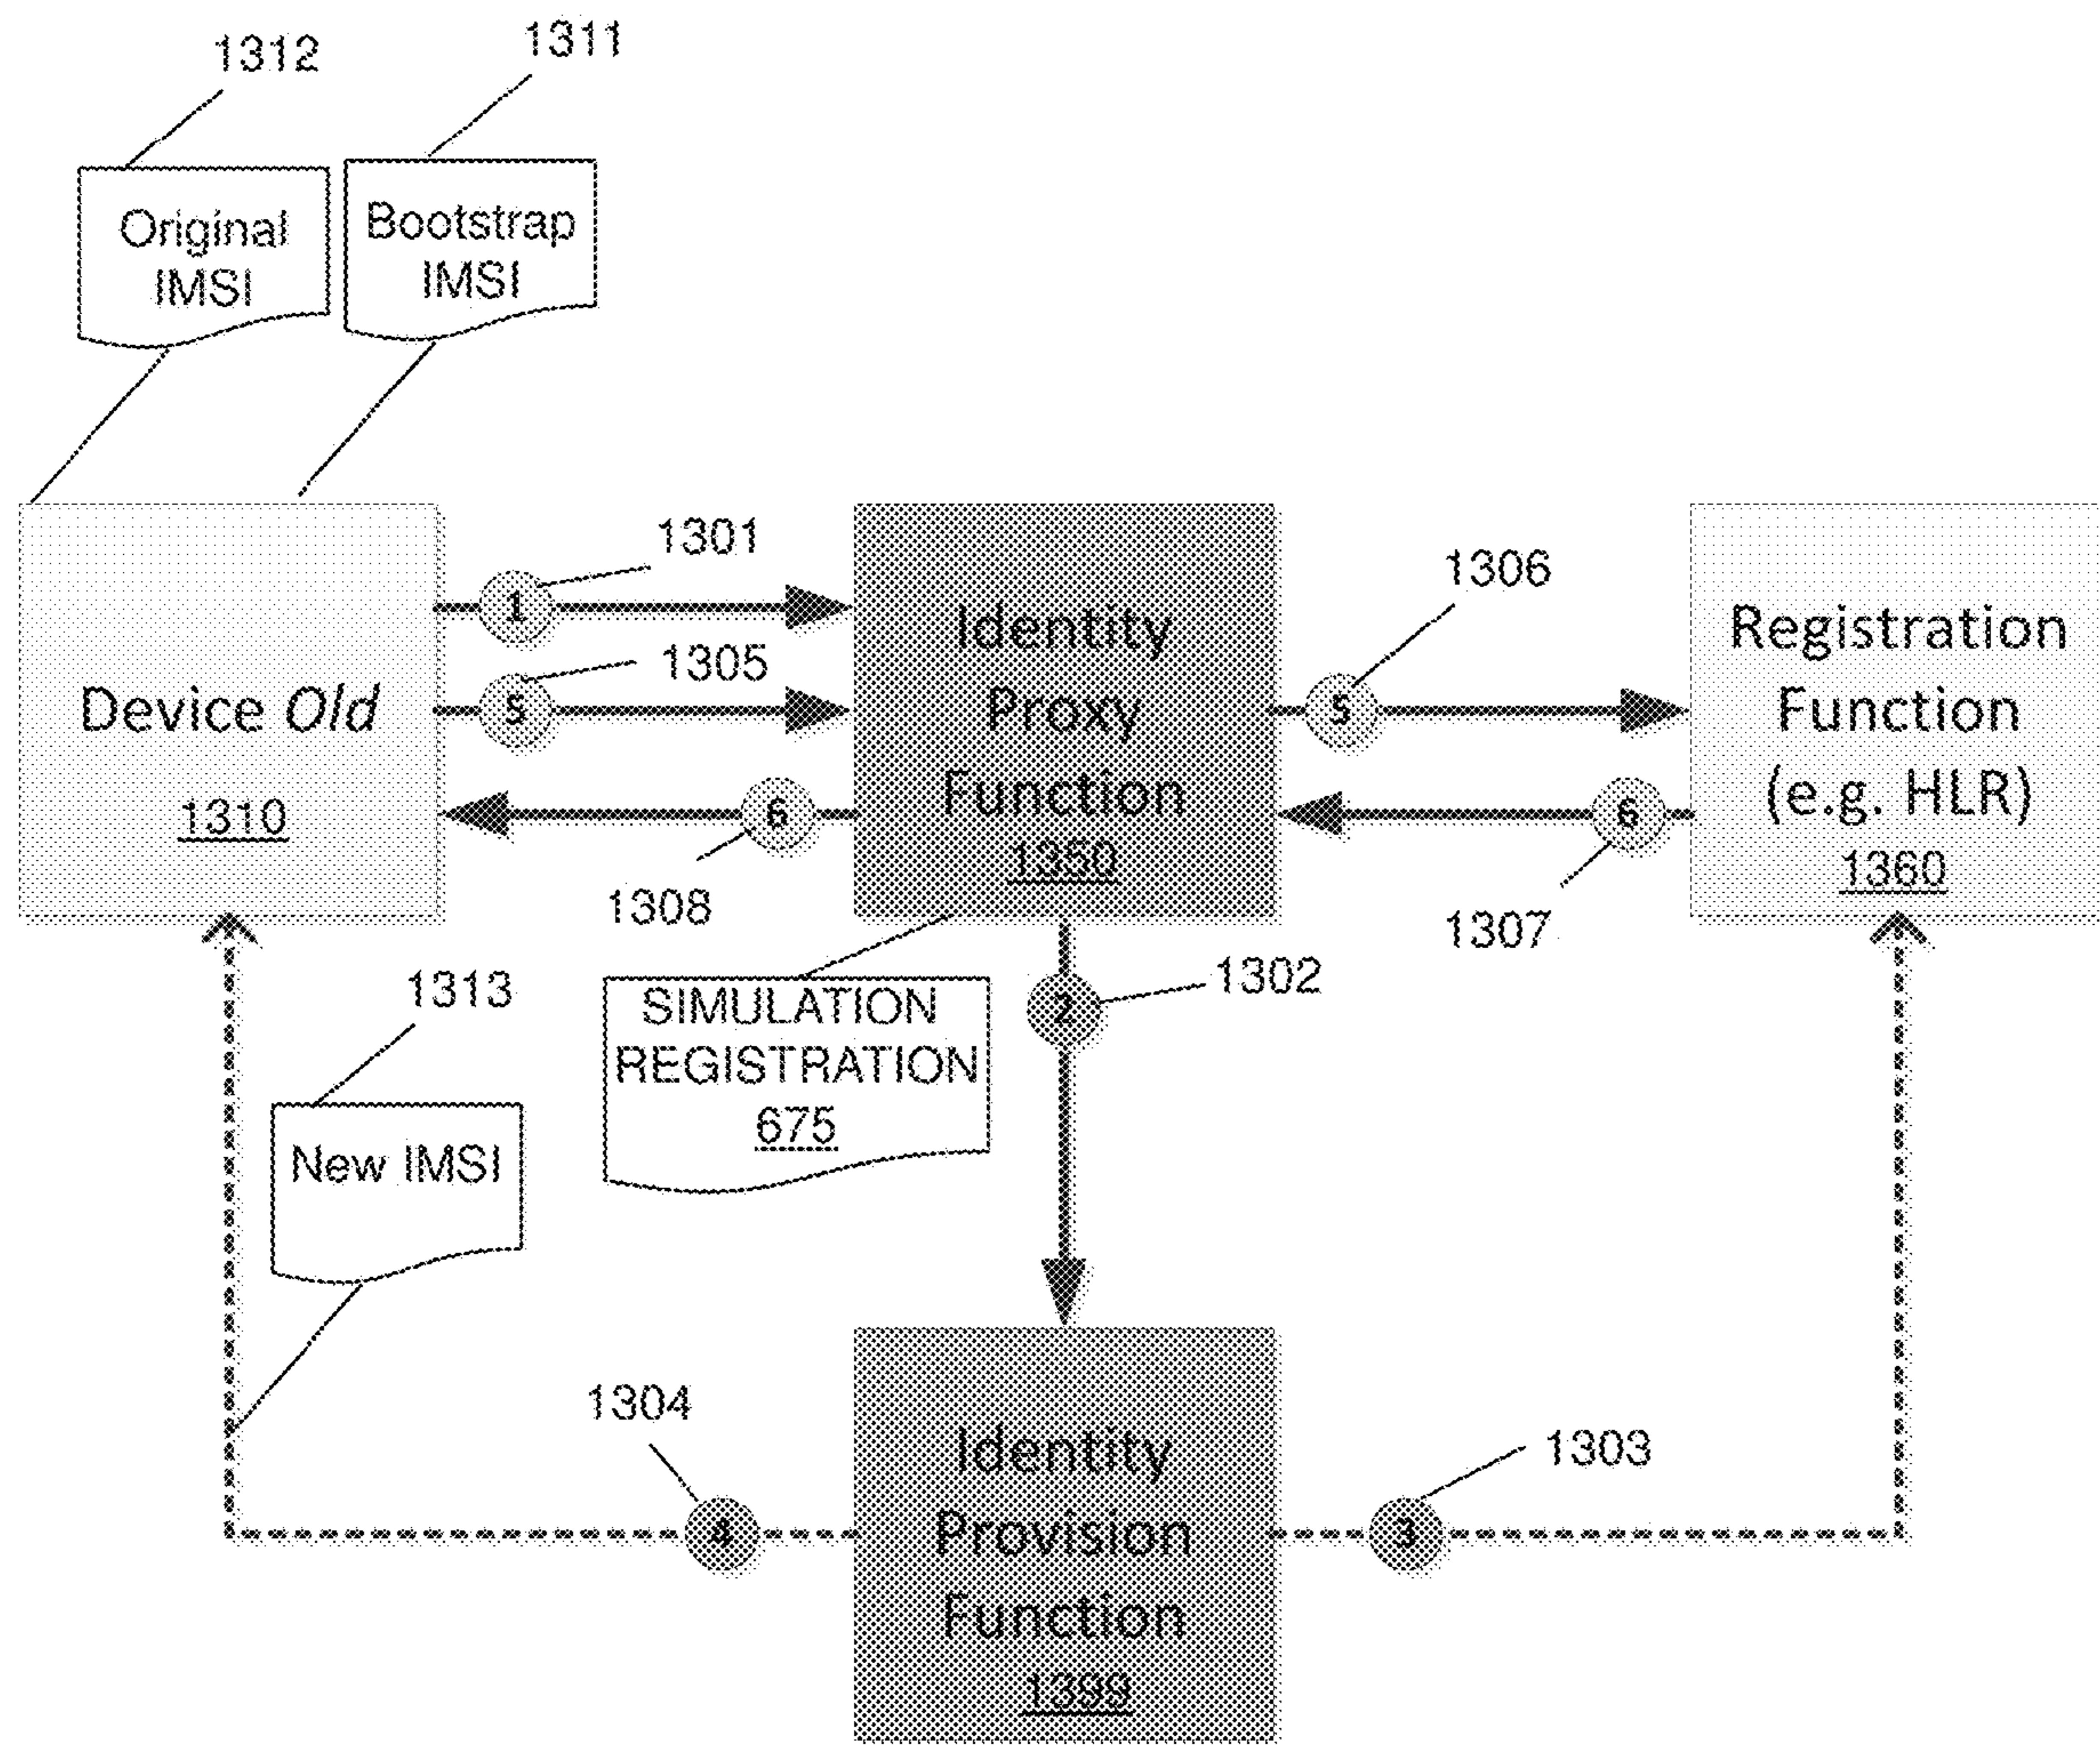 1312
1311
Original
IMSI
Bootstrap
IMSI
1301
1
1305
5
1306
5
Device Old
1310
Identity
Proxy
Function
1350
Registration
Function
(e.g. HLR)
1360
6
1308
6
1307
1313
New IMSI
SIMULATION
REGISTRATION
675
2
1302
1304
4
Identity
Provision
Function
1399
1303
3